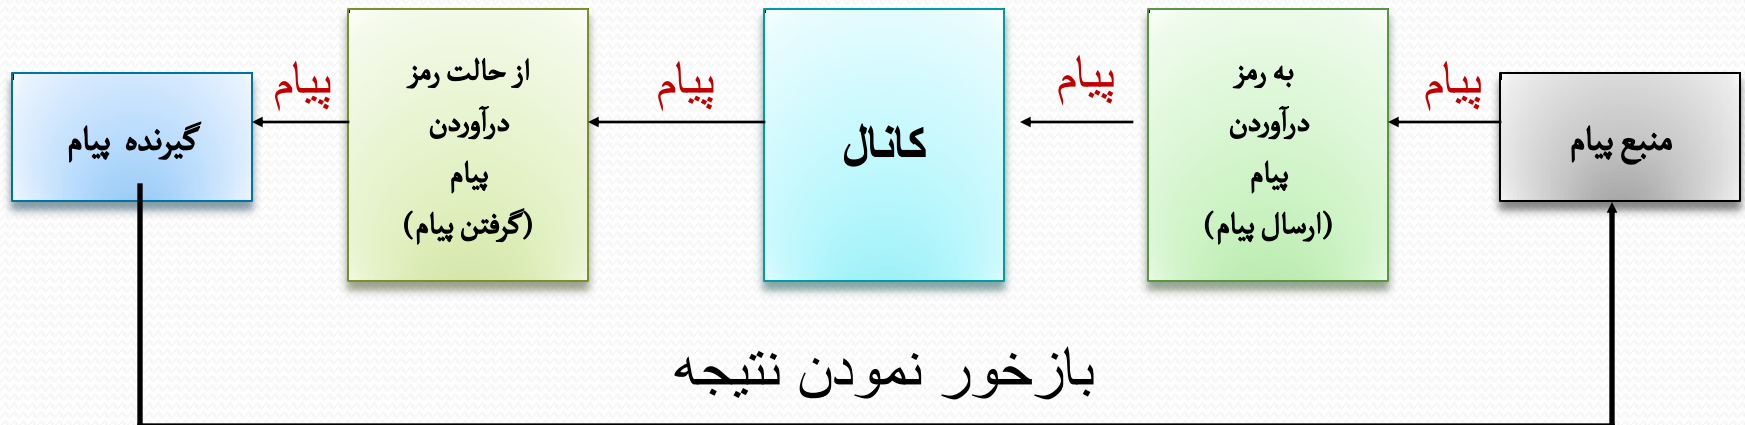 منبع پیام
پیام
به رمز
درآوردن
پیام
(ارسال پیام)
پیام
کانال
پیام
از حالت رمز
درآوردن
پیام
(گرفتن پیام)
پیام
گیرنده پیام
بازخور نمودن نتیجه